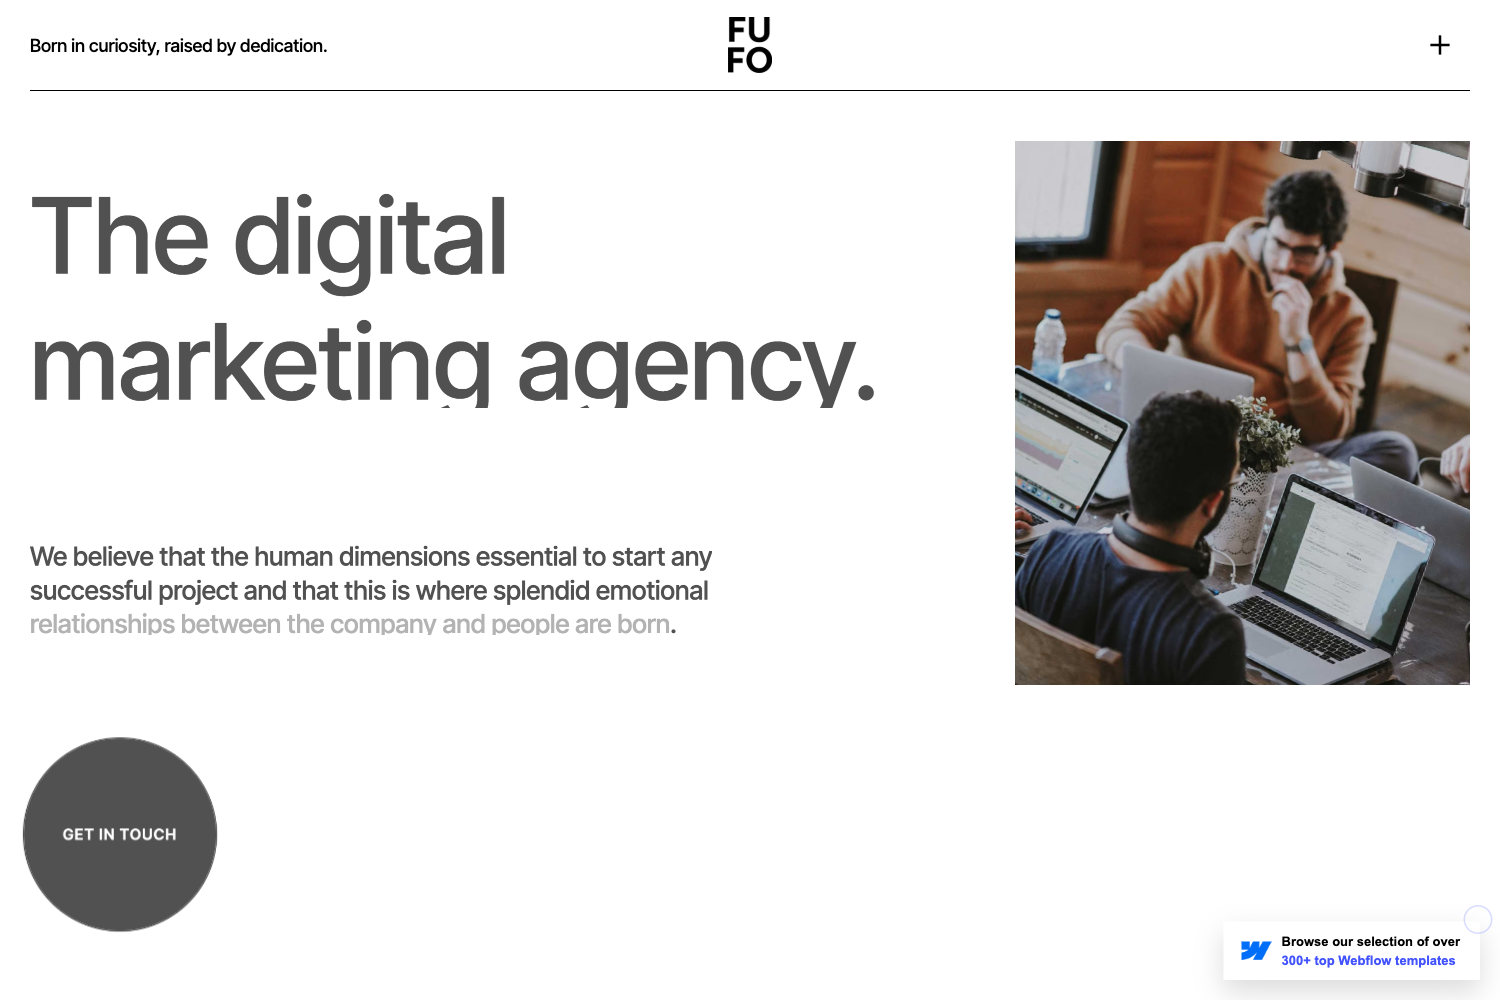 Born in curiosity, raised by dedication.
FU
FO
The digital
marketing agency.
We believe that the human dimensions essential to start any
successful project and that this is where splendid emotional
relationships between the company and people are born.
GET IN TOUCH
Browse our selection of over
300+ top Webflow templates